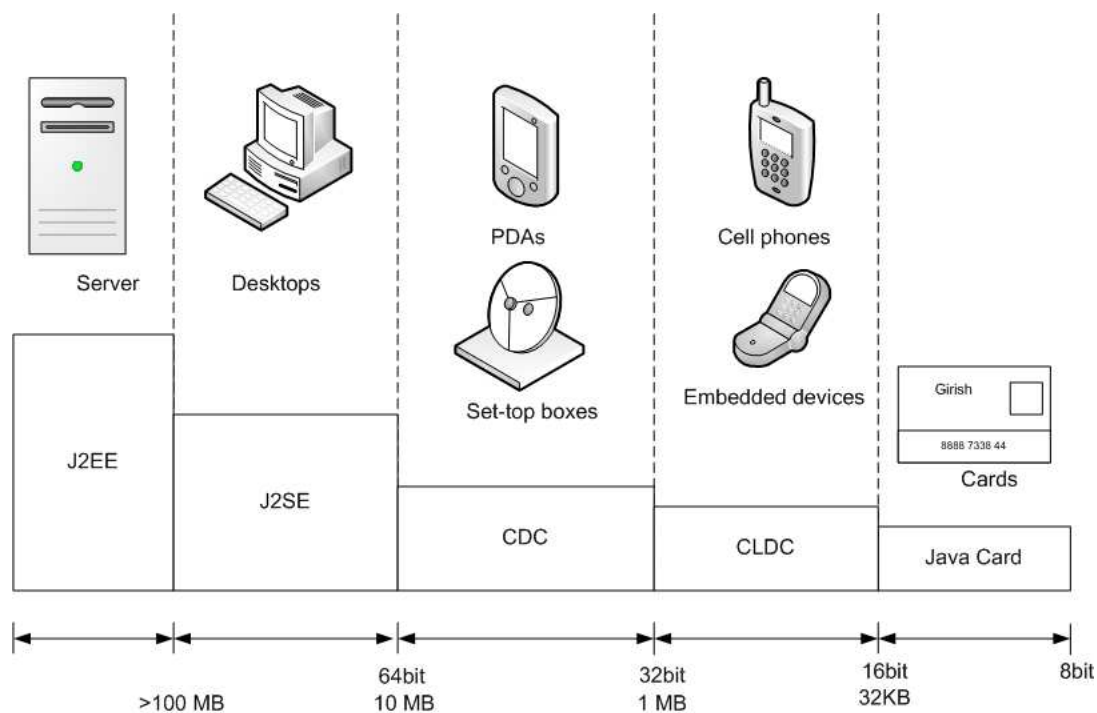 Server
Desktops
PDAs
Set-top boxes
Cell phones
Embedded devices
Girish
8888 7338 44
Cards
J2EE
J2SE
CDC
CLDC
Java Card
>100 MB
64bit
10 MB
32bit
1 MB
16bit
32KB
8bit